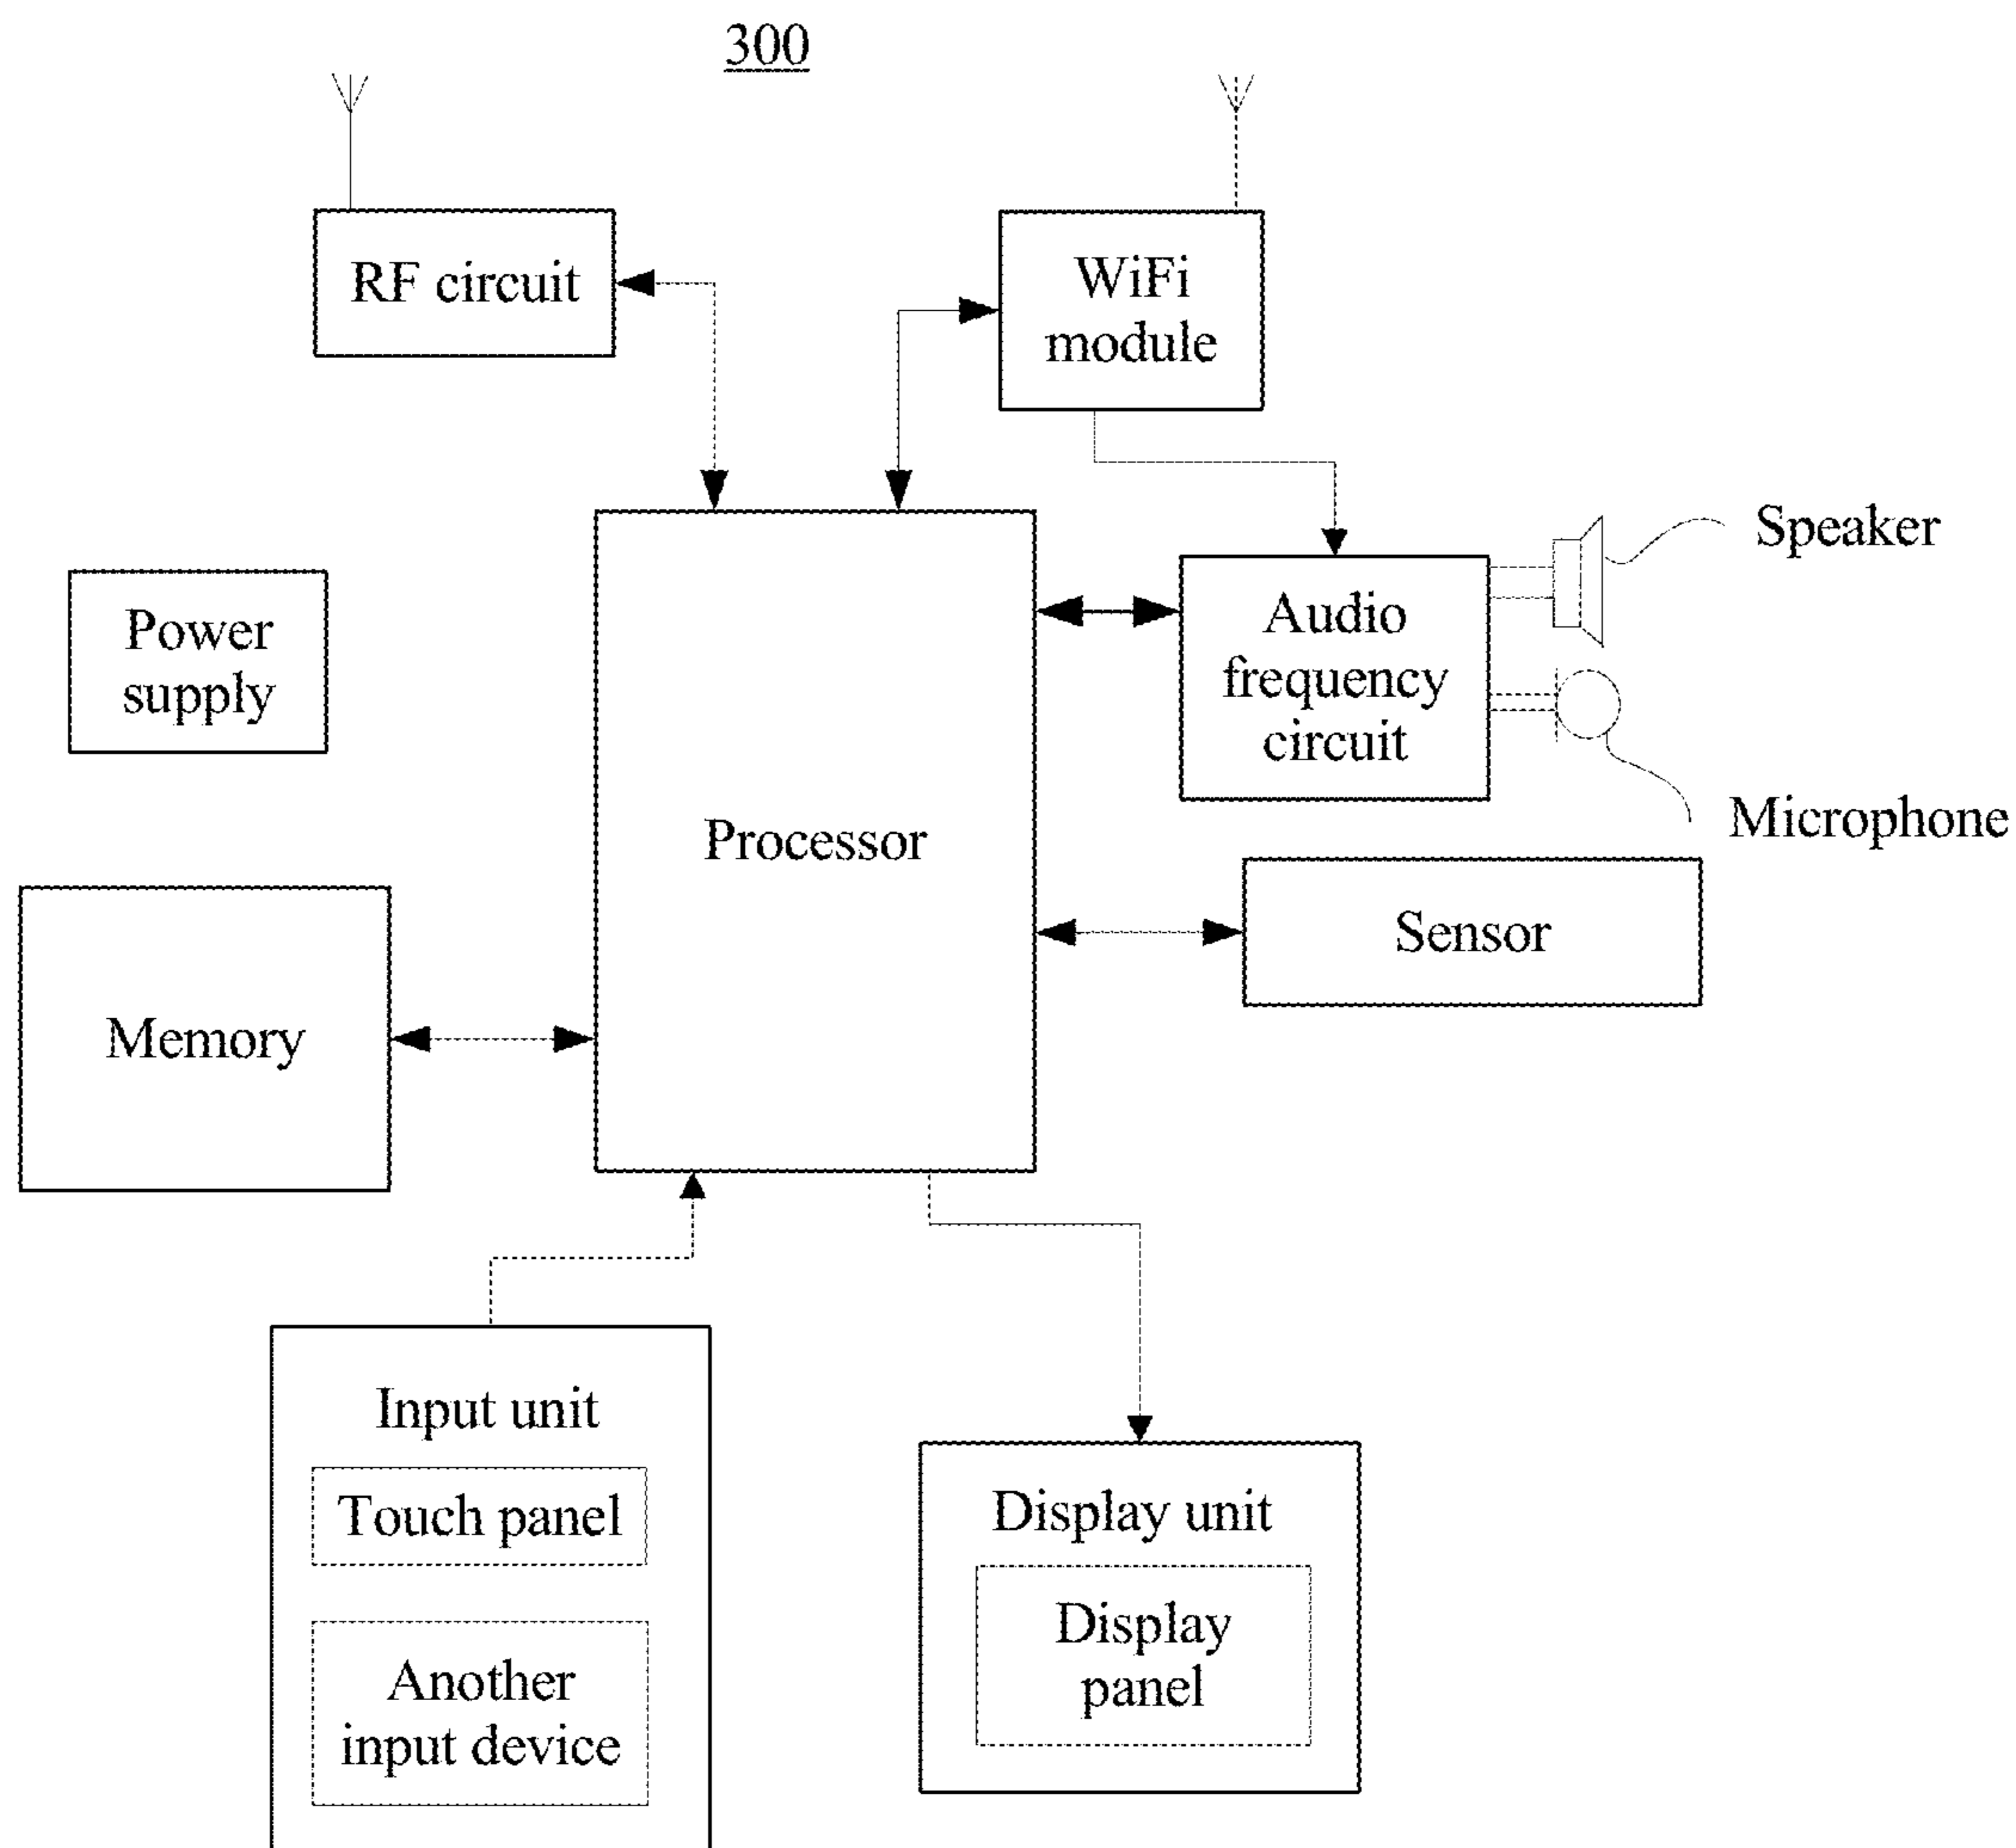 300
RF circuit
WiFi
module
Speaker
Power
supply
Audio
frequency
circuit
Processor
Microphone
Sensor
Memory
Input unit
Touch panel
Another
input device
Display unit
Display
panel